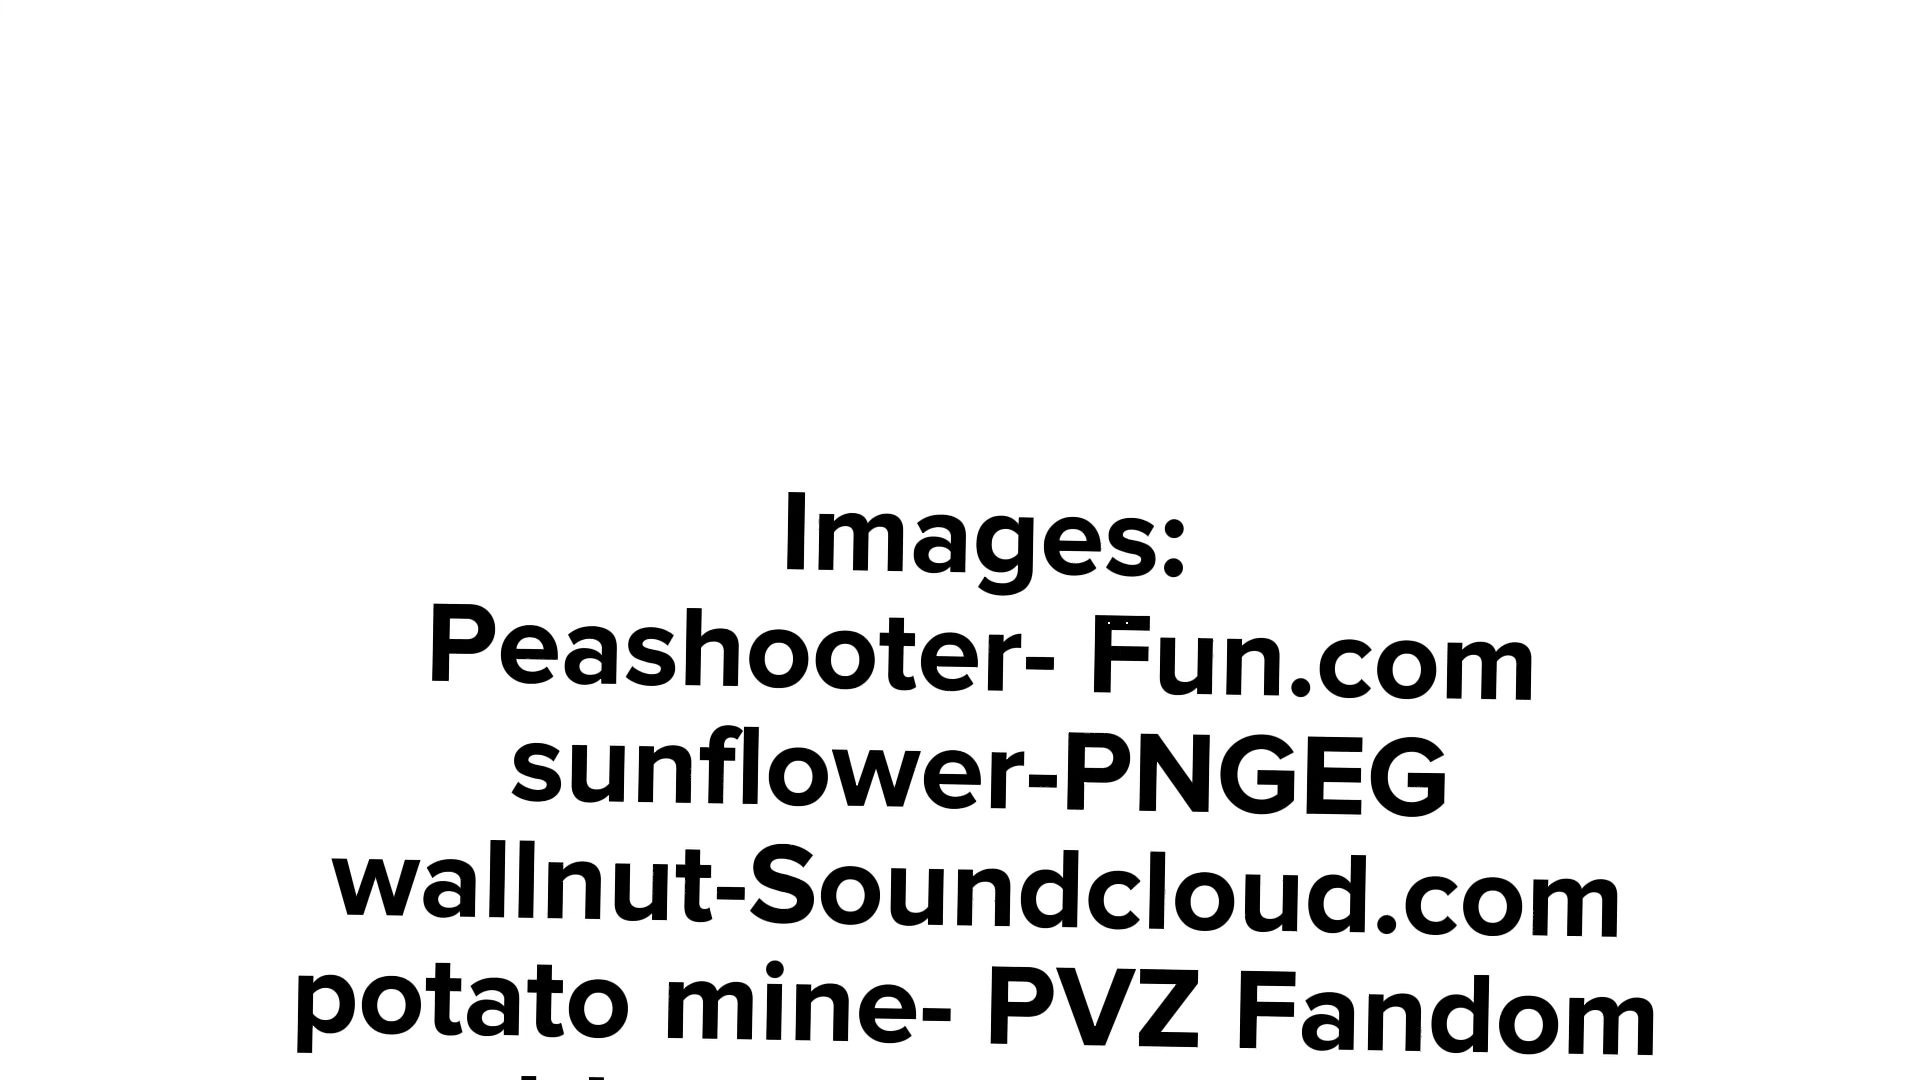 Images:
Peashooter- Fun.com
sunflower-PNGEG
wallnut-Soundcloud.com
potato mine- PVZ Fandom